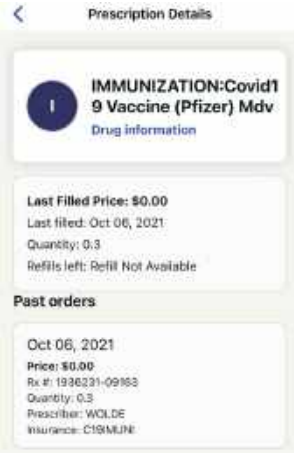 Prescription Details
I
IMMUNIZATION:Covid1
9 Vaccine (Pfizer) Mdv
Drug information
Last Filled Price: $0.00
Last filled: Oct 06, 2021
Quantity: 0.3
Refills left: Refill Not Available
Past orders
Oct 06, 2021
Price: $0.00
Rx #: 1936231-09163
Quantity: 0.3
Prescriber: WOLDE
Insurance: C19IMUNI